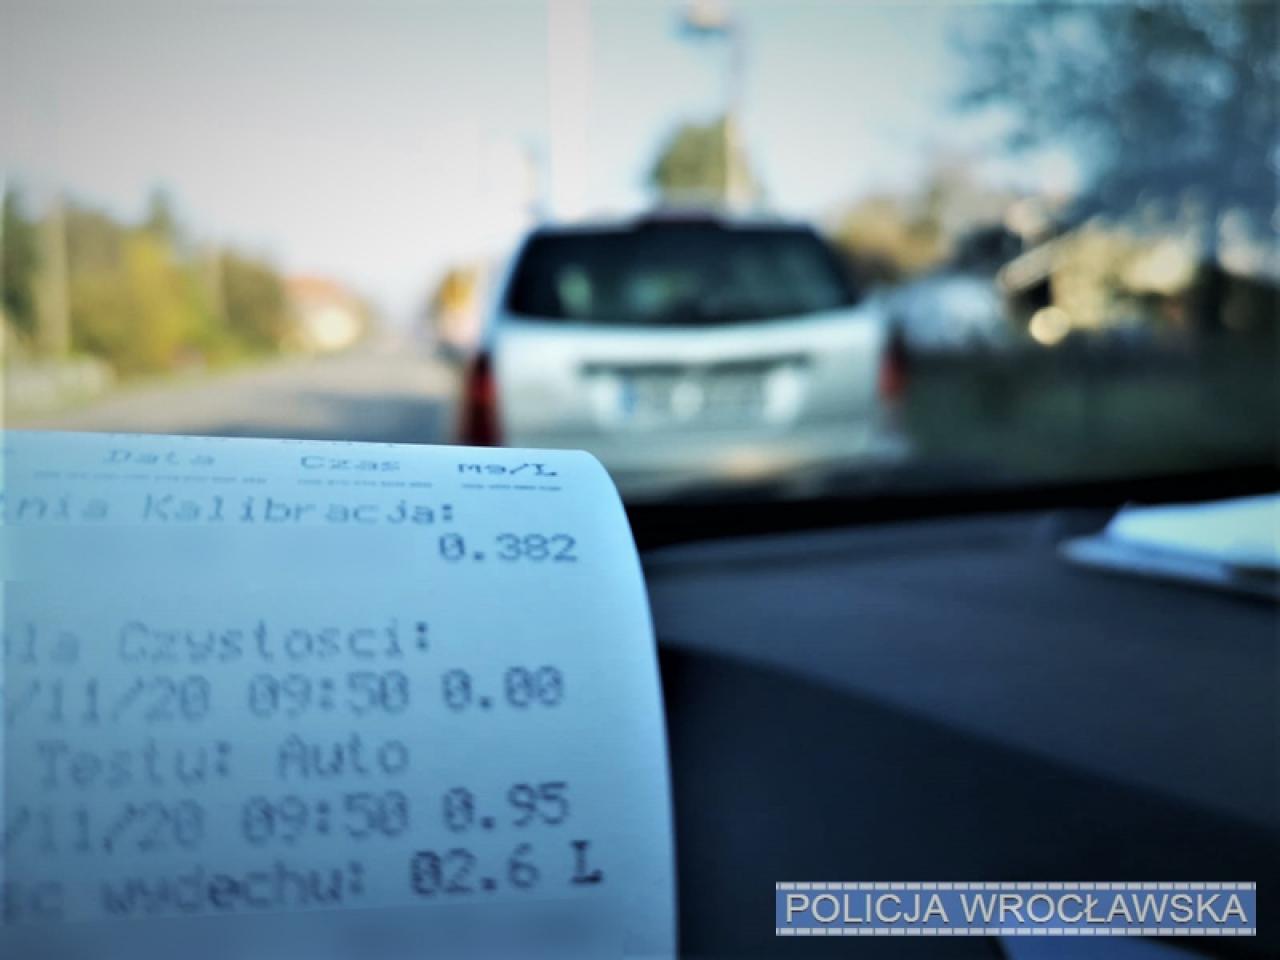 Data Czas mg/L
nia Kalibracja:
0.382
la Czystosci:
/11/20 09:50 0.00
Testu: Auto
/11/20 09:50 0.95
c wydechu: 02.6 L
POLICJA WROCŁAWSKA